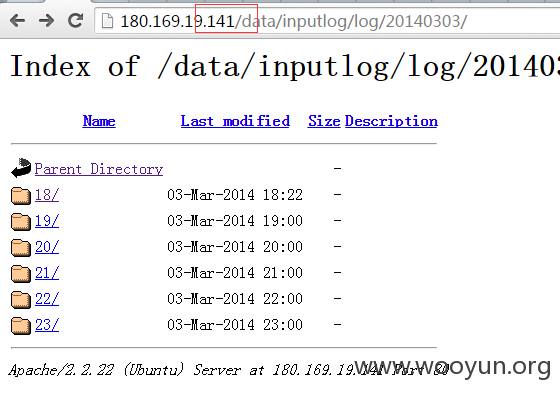 180.169.19.141/data/inputlog/log/20140303/
Index of /data/inputlog/log/201403
Name Last modified Size Description
Parent Directory -
18/ 03-Mar-2014 18:22 -
19/ 03-Mar-2014 19:00 -
20/ 03-Mar-2014 20:00 -
21/ 03-Mar-2014 21:00 -
22/ 03-Mar-2014 22:00 -
23/ 03-Mar-2014 23:00 -
Apache/2.2.22 (Ubuntu) Server at 180.169.19.141 Port 80
www.wooyun.org